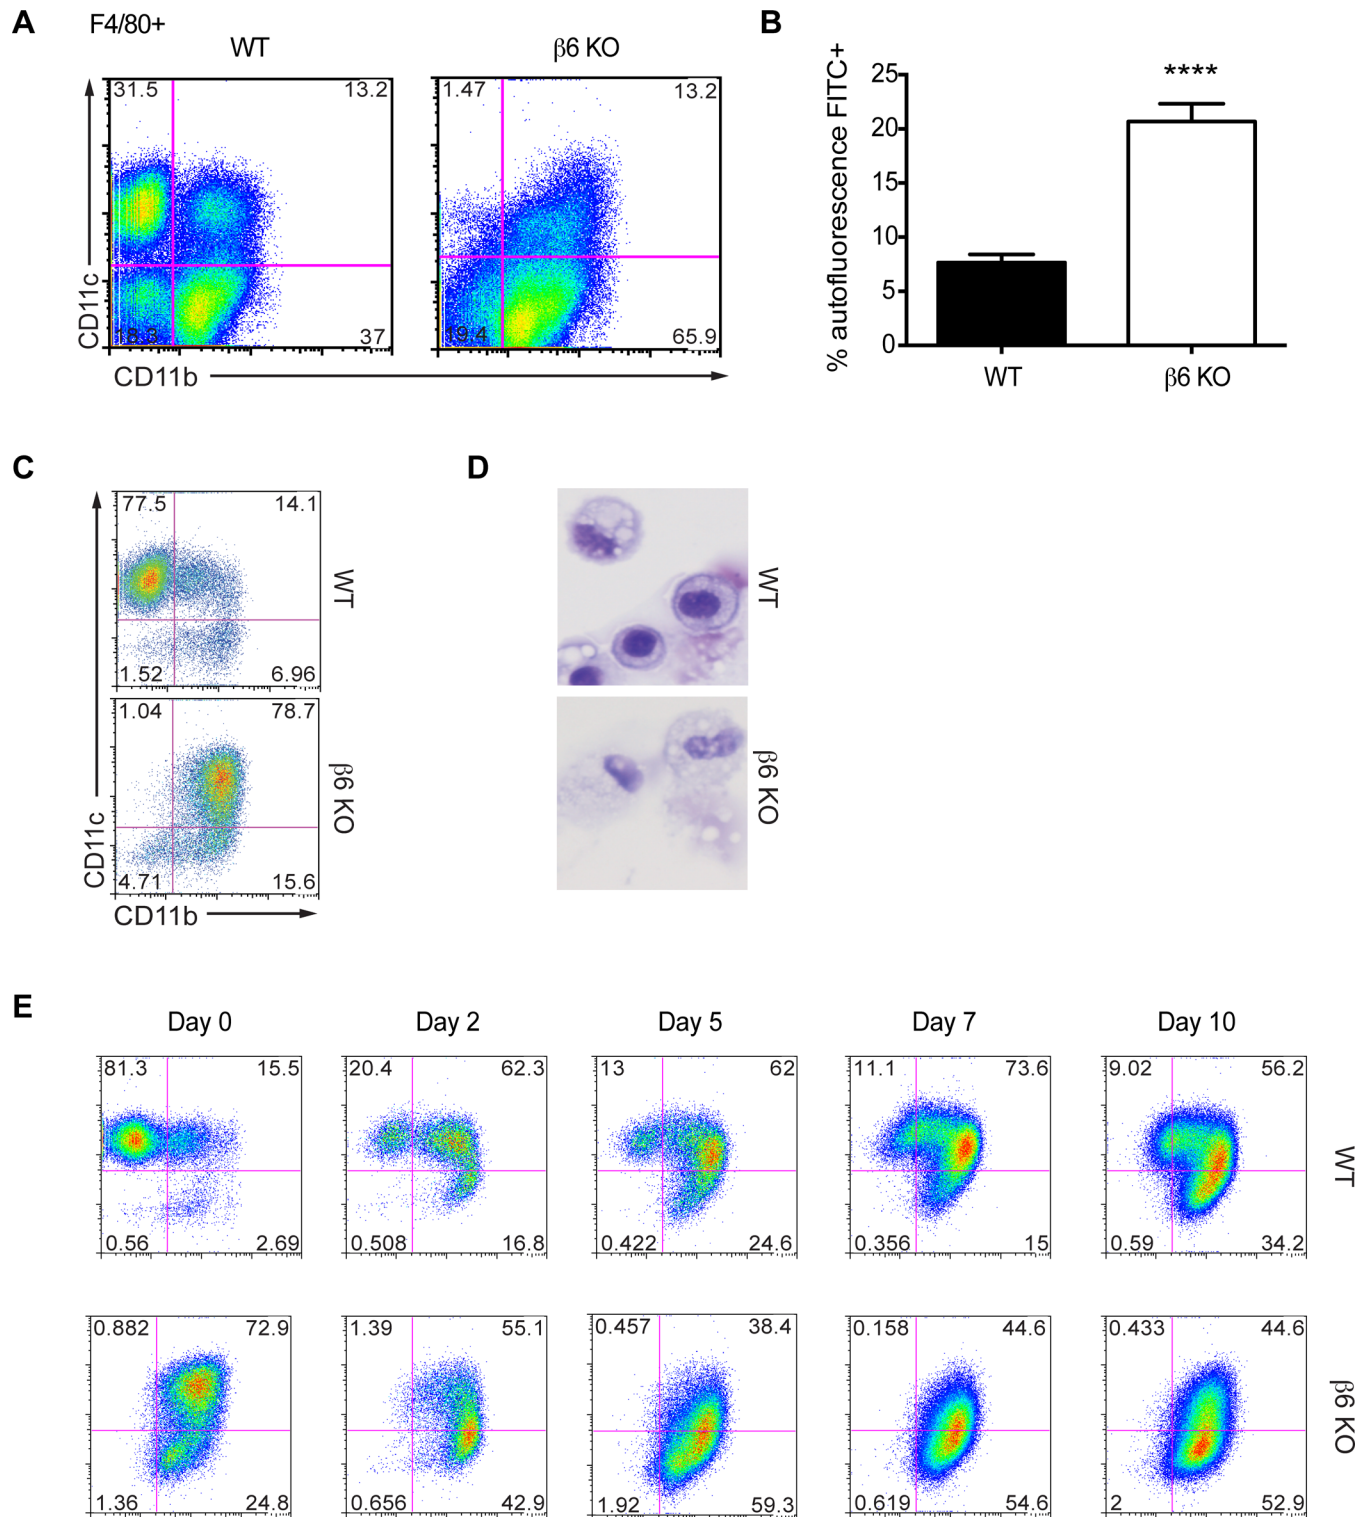 A
F4/80+
WT
β6 KO
31.5
13.2
18.3
37
1.47
13.2
19.4
65.9
CD11c
CD11b
B
% autofluorescence FITC+
25
20
15
10
5
0
****
WT
β6 KO
C
77.5
14.1
1.52
6.96
WT
1.04
78.7
4.71
15.6
β6 KO
CD11c
CD11b
D
WT
β6 KO
E
Day 0
Day 2
Day 5
Day 7
Day 10
81.3
15.5
0.56
2.69
20.4
62.3
0.508
16.8
13
62
0.422
24.6
11.1
73.6
0.356
15
9.02
56.2
0.59
34.2
WT
0.882
72.9
1.36
24.8
1.39
55.1
0.656
42.9
0.457
38.4
1.92
59.3
0.158
44.6
0.619
54.6
0.433
44.6
2
52.9
β6 KO